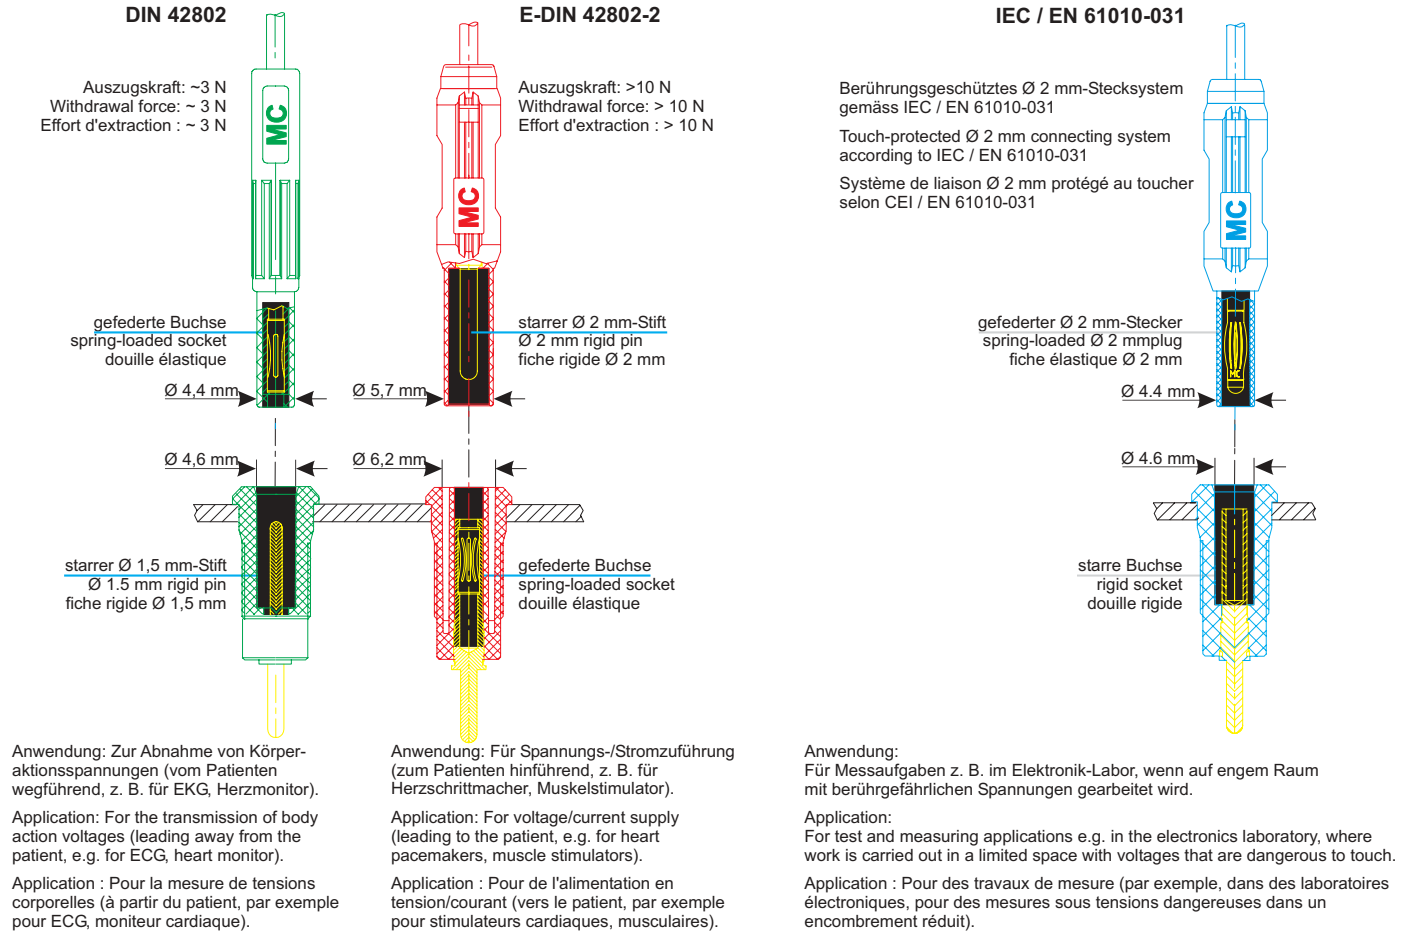 DIN 42802
Auszugskraft: ~3 N
Withdrawal force: ~ 3 N
Effort d'extraction : ~ 3 N
MC
gefederte Buchse
spring-loaded socket
douille élastique
Ø 4,4 mm
Ø 4,6 mm
starrer Ø 1,5 mm-Stift
Ø 1.5 mm rigid pin
fiche rigide Ø 1,5 mm
Anwendung: Zur Abnahme von Körper-
aktionsspannungen (vom Patienten
wegführend, z. B. für EKG, Herzmonitor).
Application: For the transmission of body
action voltages (leading away from the
patient, e.g. for ECG, heart monitor).
Application : Pour la mesure de tensions
corporelles (à partir du patient, par exemple
pour ECG, moniteur cardiaque).
E-DIN 42802-2
Auszugskraft: >10 N
Withdrawal force: > 10 N
Effort d'extraction : > 10 N
MC
starrer Ø 2 mm-Stift
Ø 2 mm rigid pin
fiche rigide Ø 2 mm
Ø 5,7 mm
Ø 6,2 mm
gefederte Buchse
spring-loaded socket
douille élastique
Anwendung: Für Spannungs-/Stromzuführung
(zum Patienten hinführend, z. B. für
Herzschrittmacher, Muskelstimulator).
Application: For voltage/current supply
(leading to the patient, e.g. for heart
pacemakers, muscle stimulators).
Application : Pour de l'alimentation en
tension/courant (vers le patient, par exemple
pour stimulateurs cardiaques, musculaires).
IEC / EN 61010-031
Berührungsgeschütztes Ø 2 mm-Stecksystem
gemäss IEC / EN 61010-031
Touch-protected Ø 2 mm connecting system
according to IEC / EN 61010-031
Système de liaison Ø 2 mm protégé au toucher
selon CEI / EN 61010-031
MC
gefederter Ø 2 mm-Stecker
spring-loaded Ø 2 mmplug
fiche élastique Ø 2 mm
MC
Ø 4.4 mm
Ø 4.6 mm
starre Buchse
rigid socket
douille rigide
Anwendung:
Für Messaufgaben z. B. im Elektronik-Labor, wenn auf engem Raum
mit berührgefährlichen Spannungen gearbeitet wird.
Application:
For test and measuring applications e.g. in the electronics laboratory, where
work is carried out in a limited space with voltages that are dangerous to touch.
Application : Pour des travaux de mesure (par exemple, dans des laboratoires
électroniques, pour des mesures sous tensions dangereuses dans un
encombrement réduit).